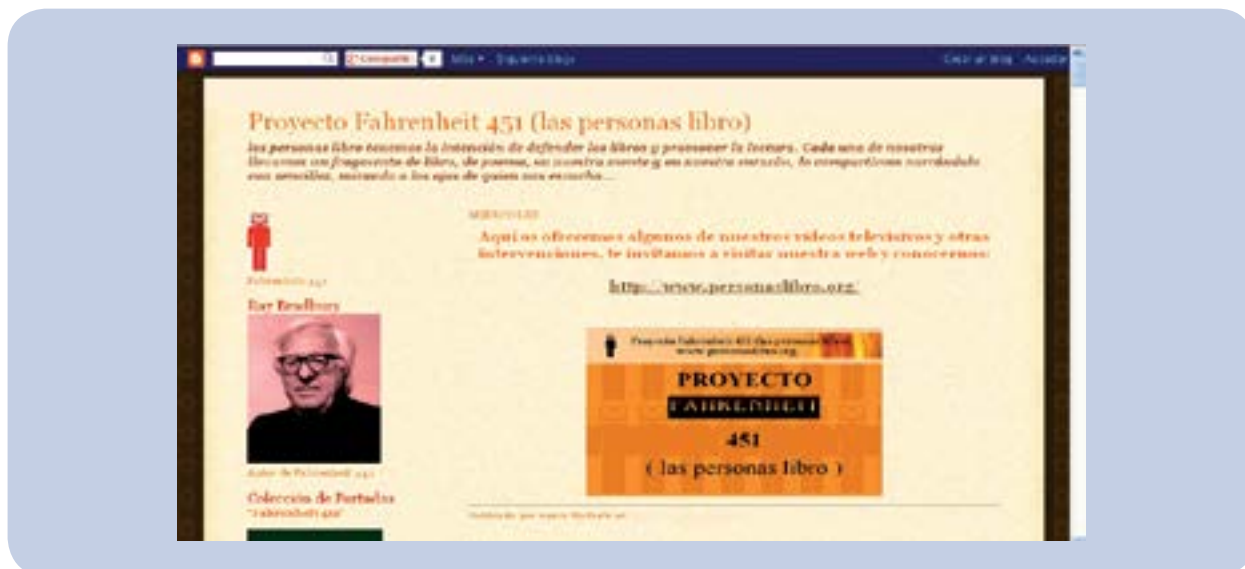 Compartir 0 Más Siguiente blog» Crear un blog Acceder
Proyecto Fahrenheit 451 (las personas libro)
las personas libro tenemos la intención de defender los libros y promover la lectura. Cada uno de nosotros
llevamos un fragmento de libro, de poema, en nuestra mente y en nuestro corazón, lo compartimos narrándolo
con sencillez, mirando a los ojos de quien nos escucha...
MIÉRCOLES
Aquí os ofrecemos algunos de nuestros videos televisivos y otras
intervenciones, te invitamos a visitar nuestra web y conocernos:
http://www.personaslibro.org/
Fahrenheit 451
Ray Bradbury
Autor de Fahrenheit 451
Colección de Portadas
"Fahrenheit 451"
Proyecto Fahrenheit 451 (las personas libro)
www.personaslibro.org
PROYECTO
FAHRENHEIT
451
( las personas libro )
Publicado por